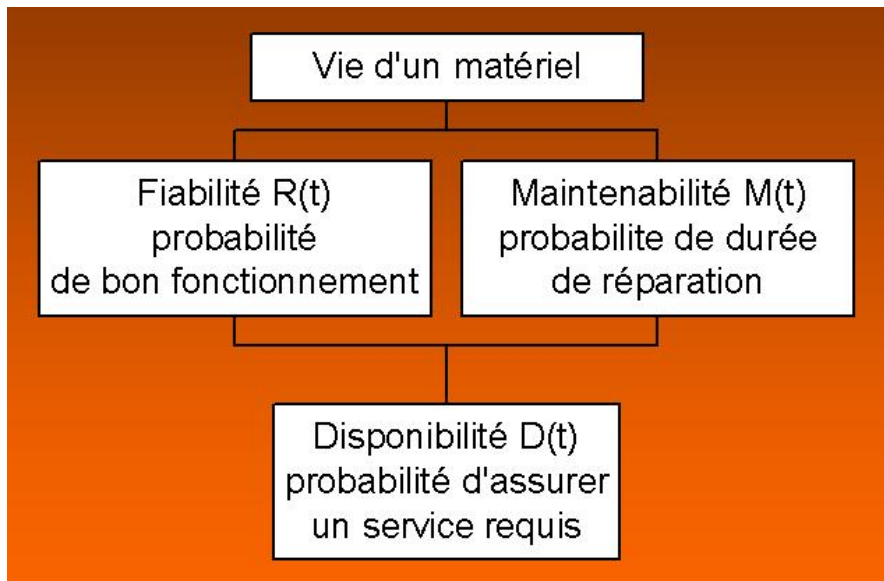 Vie d'un matériel
Fiabilité R(t)
probabilité
de bon fonctionnement
Maintenabilité M(t)
probabilite de durée
de réparation
Disponibilité D(t)
probabilité d'assurer
un service requis